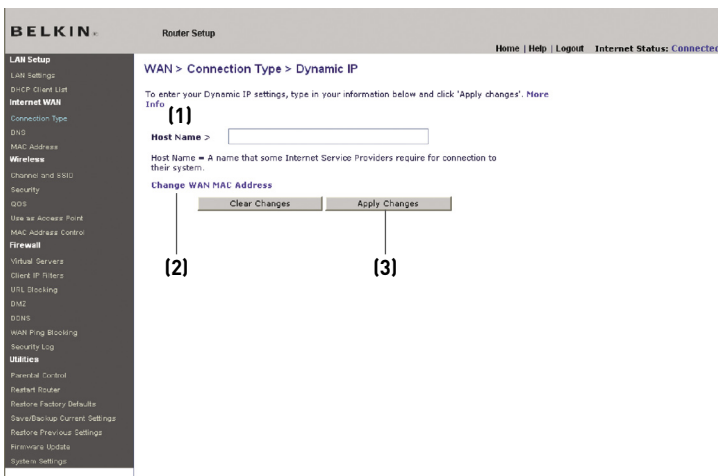 BELKIN®
Router Setup
Home | Help | Logout Internet Status: Connected
LAN Setup
LAN Settings
DHCP Client List
Internet WAN
Connection Type
DNS
MAC Address
Wireless
Channel and SSID
Security
QOS
Use as Access Point
MAC Address Control
Firewall
Virtual Servers
Client IP Filters
URL Blocking
DMZ
DDNS
WAN Ping Blocking
Security Log
Utilities
Parental Control
Restart Router
Restore Factory Defaults
Save/Backup Current Settings
Restore Previous Settings
Firmware Update
System Settings
WAN > Connection Type > Dynamic IP
To enter your Dynamic IP settings, type in your information below and click 'Apply changes'. More
Info
(1)
Host Name >
Host Name = A name that some Internet Service Providers require for connection to
their system.
Change WAN MAC Address
Clear Changes Apply Changes
(2) (3)